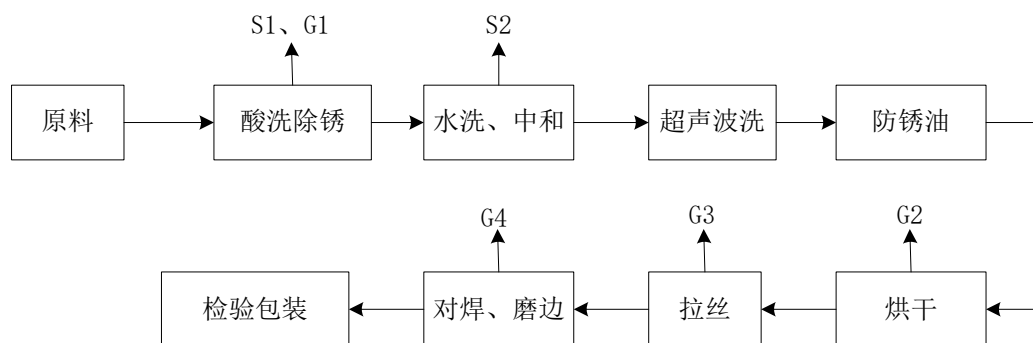 S1、G1
S2
原料
酸洗除锈
水洗、中和
超声波洗
防锈油
G4
G3
G2
检验包装
对焊、磨边
拉丝
烘干